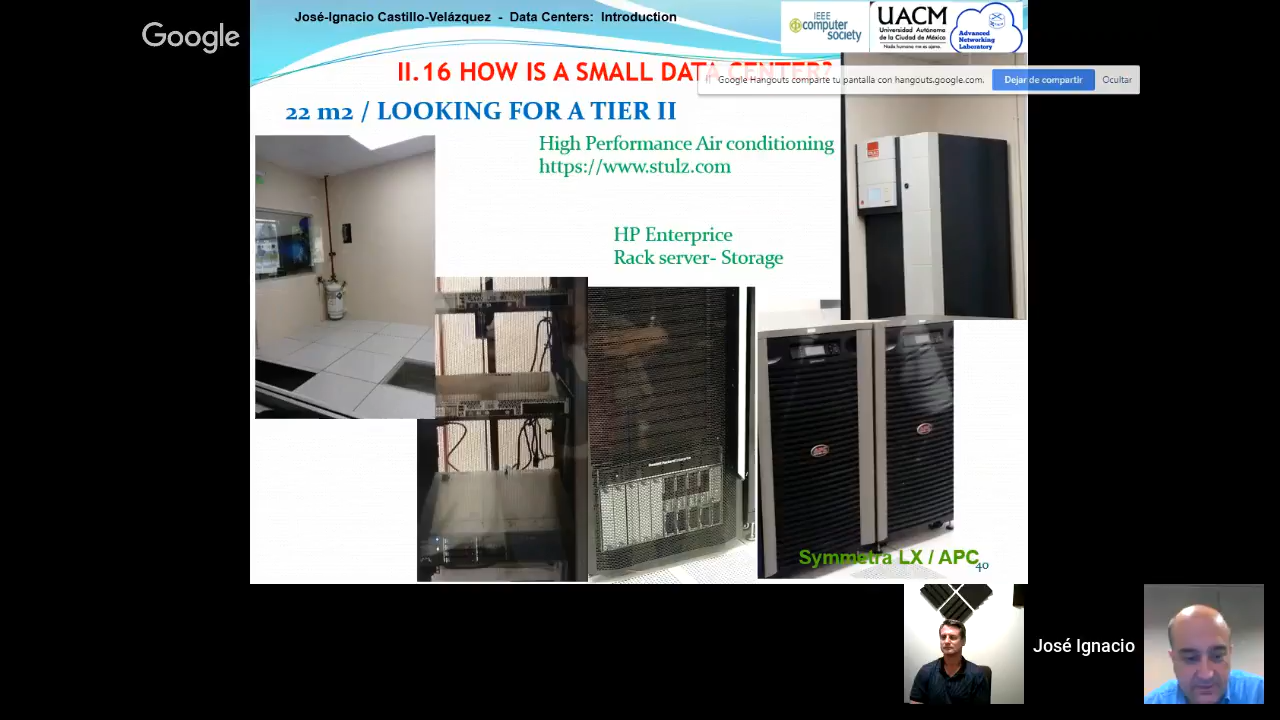 Google
José-Ignacio Castillo-Velázquez - Data Centers: Introduction
IEEE
computer
society
UACM
Universidad Autónoma
de la Ciudad de México
Nada humano me es ajeno
Advanced
Networking
Laboratory
II.16 HOW IS A SMALL DATA CENTER?
Google Hangouts comparte tu pantalla con hangouts.google.com.
Dejar de compartir
Ocultar
22 m2 / LOOKING FOR A TIER II
High Performance Air conditioning
https://www.stulz.com
HP Enterprice
Rack server- Storage
APC
APC
Symmetra LX / APC
40
José Ignacio